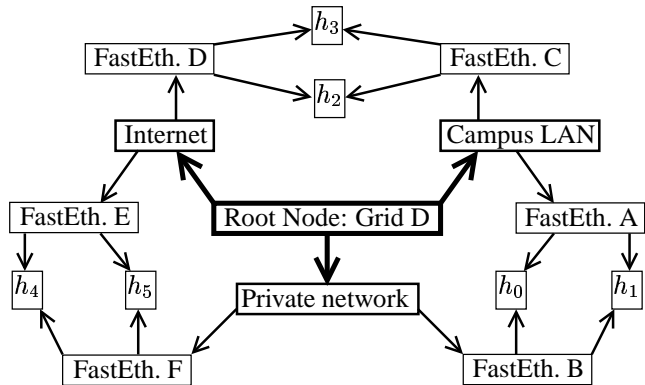 h₃
FastEth. D
FastEth. C
h₂
Internet
Campus LAN
FastEth. E
Root Node: Grid D
FastEth. A
h₄
h₅
Private network
h₀
h₁
FastEth. F
FastEth. B